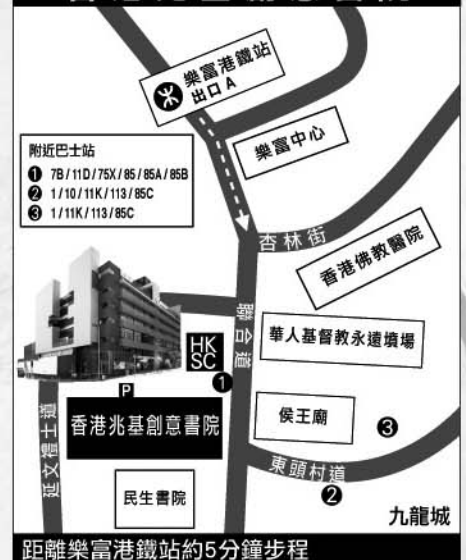 樂富港鐵站
出口 A
樂富中心
附近巴士站
❶ 7B / 11D / 75X / 85 / 85A / 85B
❷ 1 / 10 / 11K / 113 / 85C
❸ 1 / 11K / 113 / 85C
杏林街
香港佛教醫院
聯合道
華人基督教永遠墳場
HK
SC
❶
P
香港兆基創意書院
侯王廟
❸
延文禮士道
東頭村道
❷
民生書院
九龍城
距離樂富港鐵站約5分鐘步程